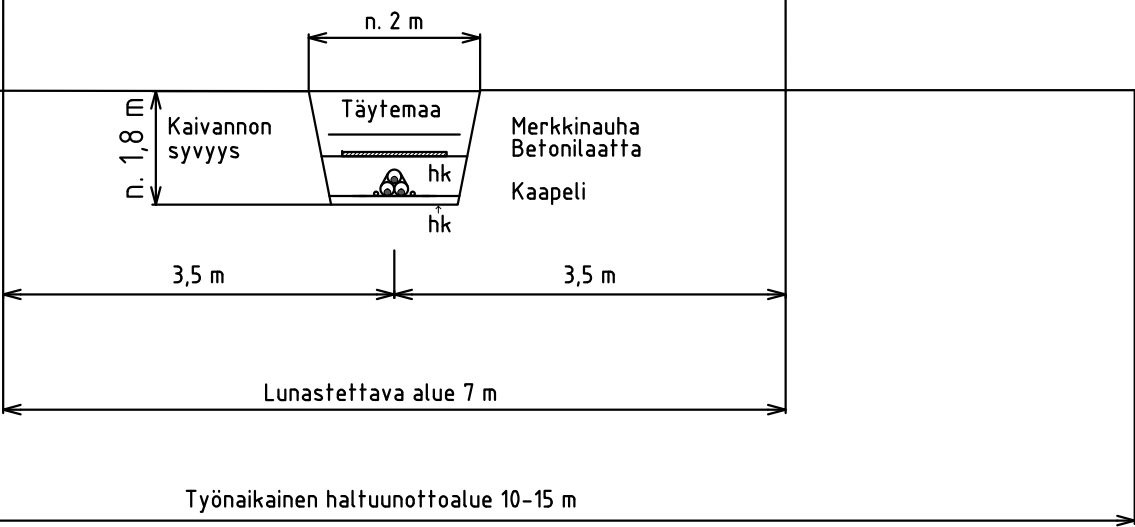 n. 2 m
n. 1,8 m
Kaivannon
syvyys
Täytemaa
Merkkinauha
Betonilaatta
hk
Kaapeli
hk
3,5 m
3,5 m
Lunastettava alue 7 m
Työnaikainen haltuunottoalue 10-15 m